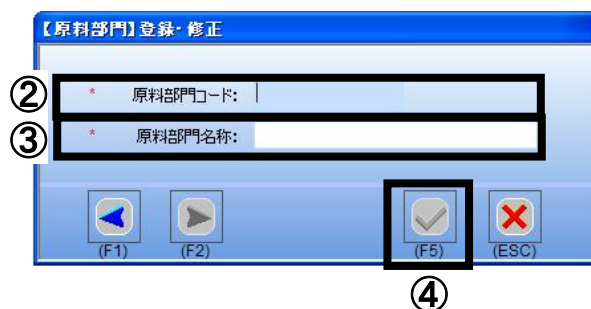 【原料部門】登録・修正
② * 原料部門コード:
③ * 原料部門名称:
(F1) (F2) (F5) (ESC)
④